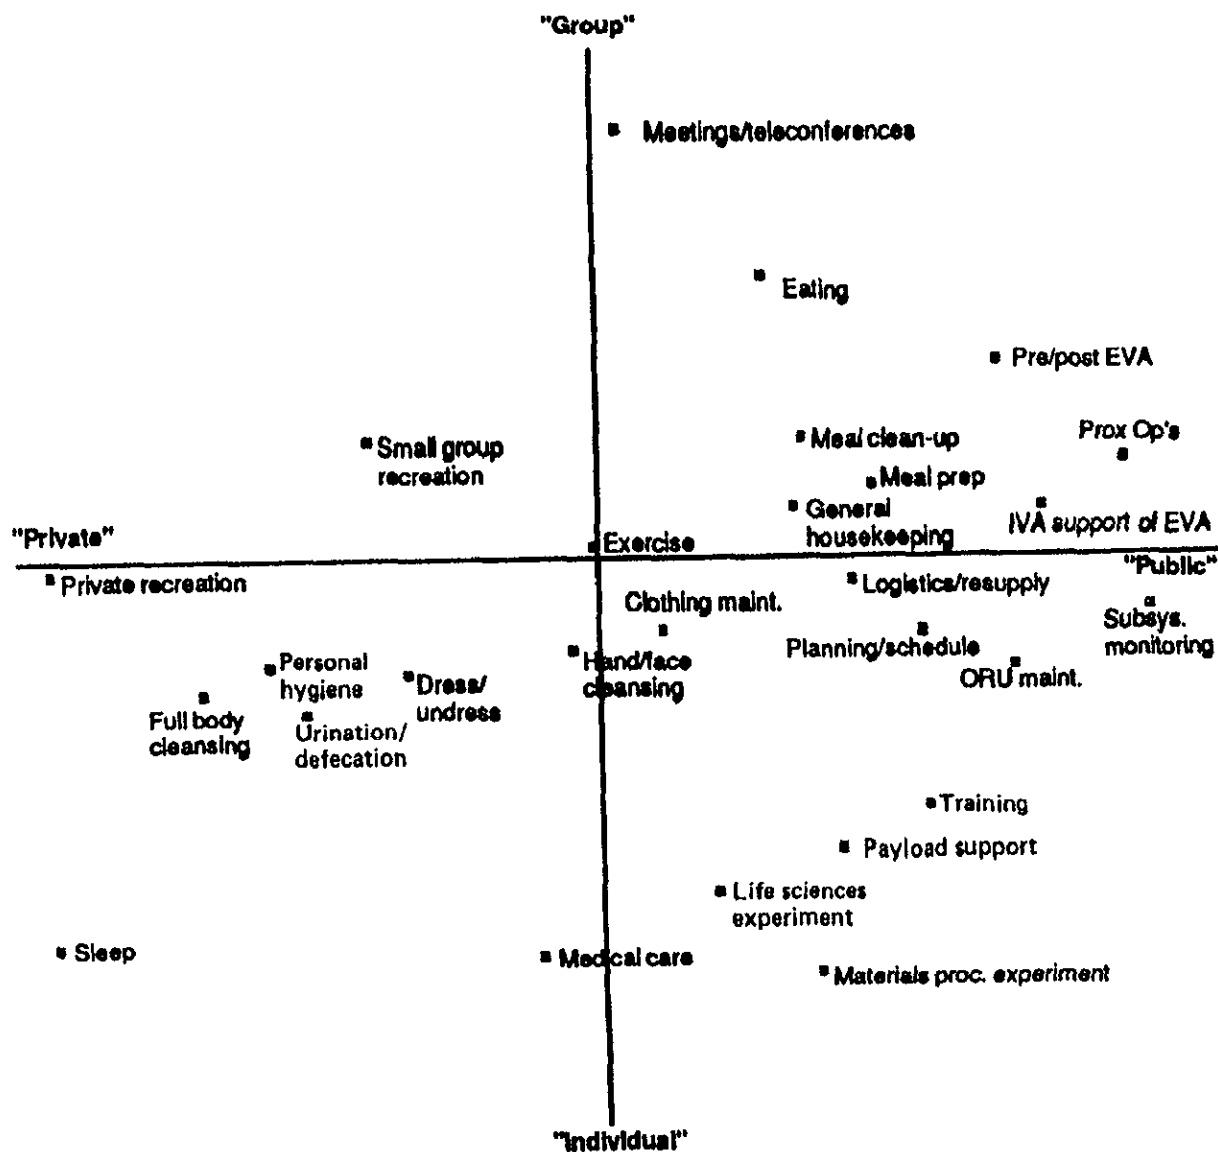 "Group"
Meetings/teleconferences
Eating
Pre/post EVA
Small group
recreation
Meal clean-up
Prox Op's
Meal prep
General
housekeeping
IVA support of EVA
"Private"
Exercise
"Public"
Private recreation
Logistics/resupply
Clothing maint.
Subsys.
monitoring
Planning/schedule
Hand/face
cleansing
ORU maint.
Personal
hygiene
Dress/
undress
Full body
cleansing
Urination/
defecation
Training
Payload support
Life sciences
experiment
Sleep
Medical care
Materials proc. experiment
"Individual"